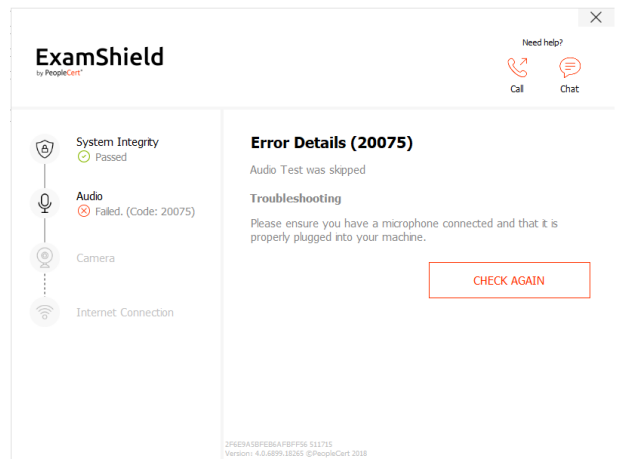 ExamShield
by PeopleCert
Need help?
Call
Chat
System Integrity
Passed
Audio
Failed. (Code: 20075)
Camera
Internet Connection
Error Details (20075)
Audio Test was skipped
Troubleshooting
Please ensure you have a microphone connected and that it is
properly plugged into your machine.
CHECK AGAIN
Version: 4.0.6899.18265 ©PeopleCert 2018